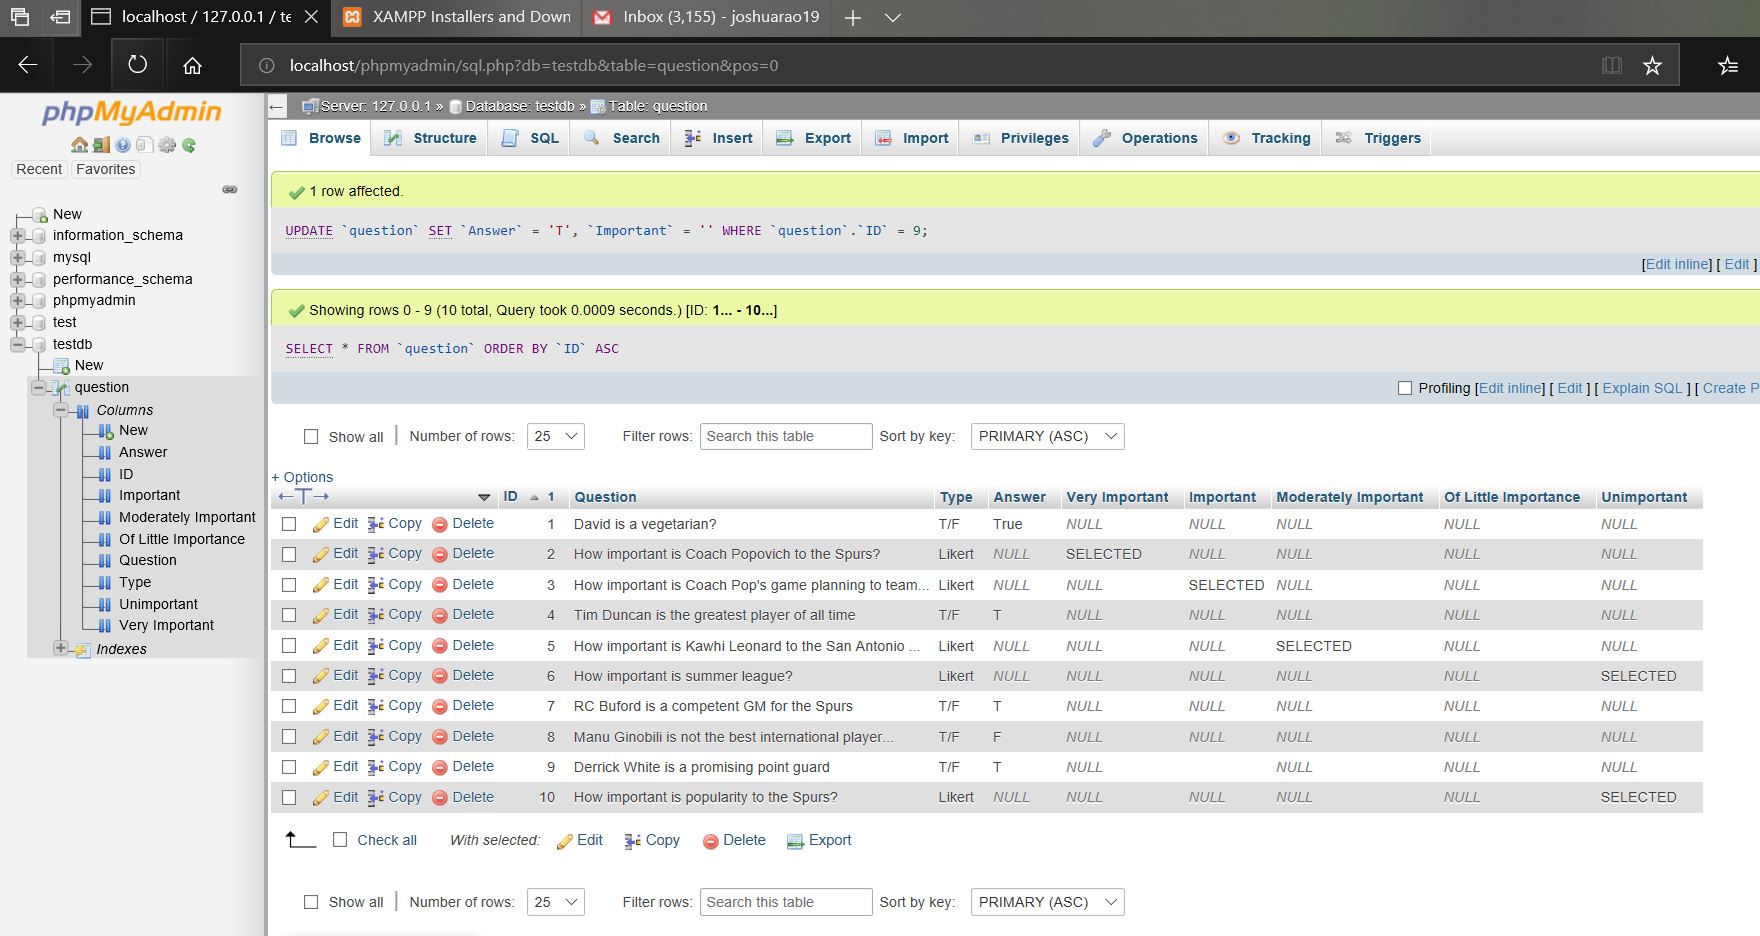 localhost / 127.0.0.1 / te
XAMPP Installers and Down
Inbox (3,155) - joshuarao19
localhost/phpmyadmin/sql.php?db=testdb&table=question&pos=0
phpMyAdmin
Recent Favorites
New
information_schema
mysql
performance_schema
phpmyadmin
test
testdb
New
question
Columns
New
Answer
ID
Important
Moderately Important
Of Little Importance
Question
Type
Unimportant
Very Important
Indexes
Server: 127.0.0.1 » Database: testdb » Table: question
Browse Structure SQL Search Insert Export Import Privileges Operations Tracking Triggers
1 row affected.
UPDATE `question` SET `Answer` = 'T', `Important` = '' WHERE `question`.`ID` = 9;
[Edit inline] [ Edit ]
Showing rows 0 - 9 (10 total, Query took 0.0009 seconds.) [ID: 1... - 10...]
SELECT * FROM `question` ORDER BY `ID` ASC
Profiling [Edit inline] [ Edit ] [ Explain SQL ] [ Create P
Show all | Number of rows: 25 Filter rows: Search this table Sort by key: PRIMARY (ASC)
+ Options
←T→ ID 1 Question Type Answer Very Important Important Moderately Important Of Little Importance Unimportant
Edit Copy Delete 1 David is a vegetarian? T/F True NULL NULL NULL NULL NULL
Edit Copy Delete 2 How important is Coach Popovich to the Spurs? Likert NULL SELECTED NULL NULL NULL NULL
Edit Copy Delete 3 How important is Coach Pop's game planning to team... Likert NULL NULL SELECTED NULL NULL NULL
Edit Copy Delete 4 Tim Duncan is the greatest player of all time T/F T NULL NULL NULL NULL NULL
Edit Copy Delete 5 How important is Kawhi Leonard to the San Antonio ... Likert NULL NULL NULL SELECTED NULL NULL
Edit Copy Delete 6 How important is summer league? Likert NULL NULL NULL NULL NULL SELECTED
Edit Copy Delete 7 RC Buford is a competent GM for the Spurs T/F T NULL NULL NULL NULL NULL
Edit Copy Delete 8 Manu Ginobili is not the best international player... T/F F NULL NULL NULL NULL NULL
Edit Copy Delete 9 Derrick White is a promising point guard T/F T NULL NULL NULL NULL NULL
Edit Copy Delete 10 How important is popularity to the Spurs? Likert NULL NULL NULL NULL NULL SELECTED
Check all With selected: Edit Copy Delete Export
Show all | Number of rows: 25 Filter rows: Search this table Sort by key: PRIMARY (ASC)